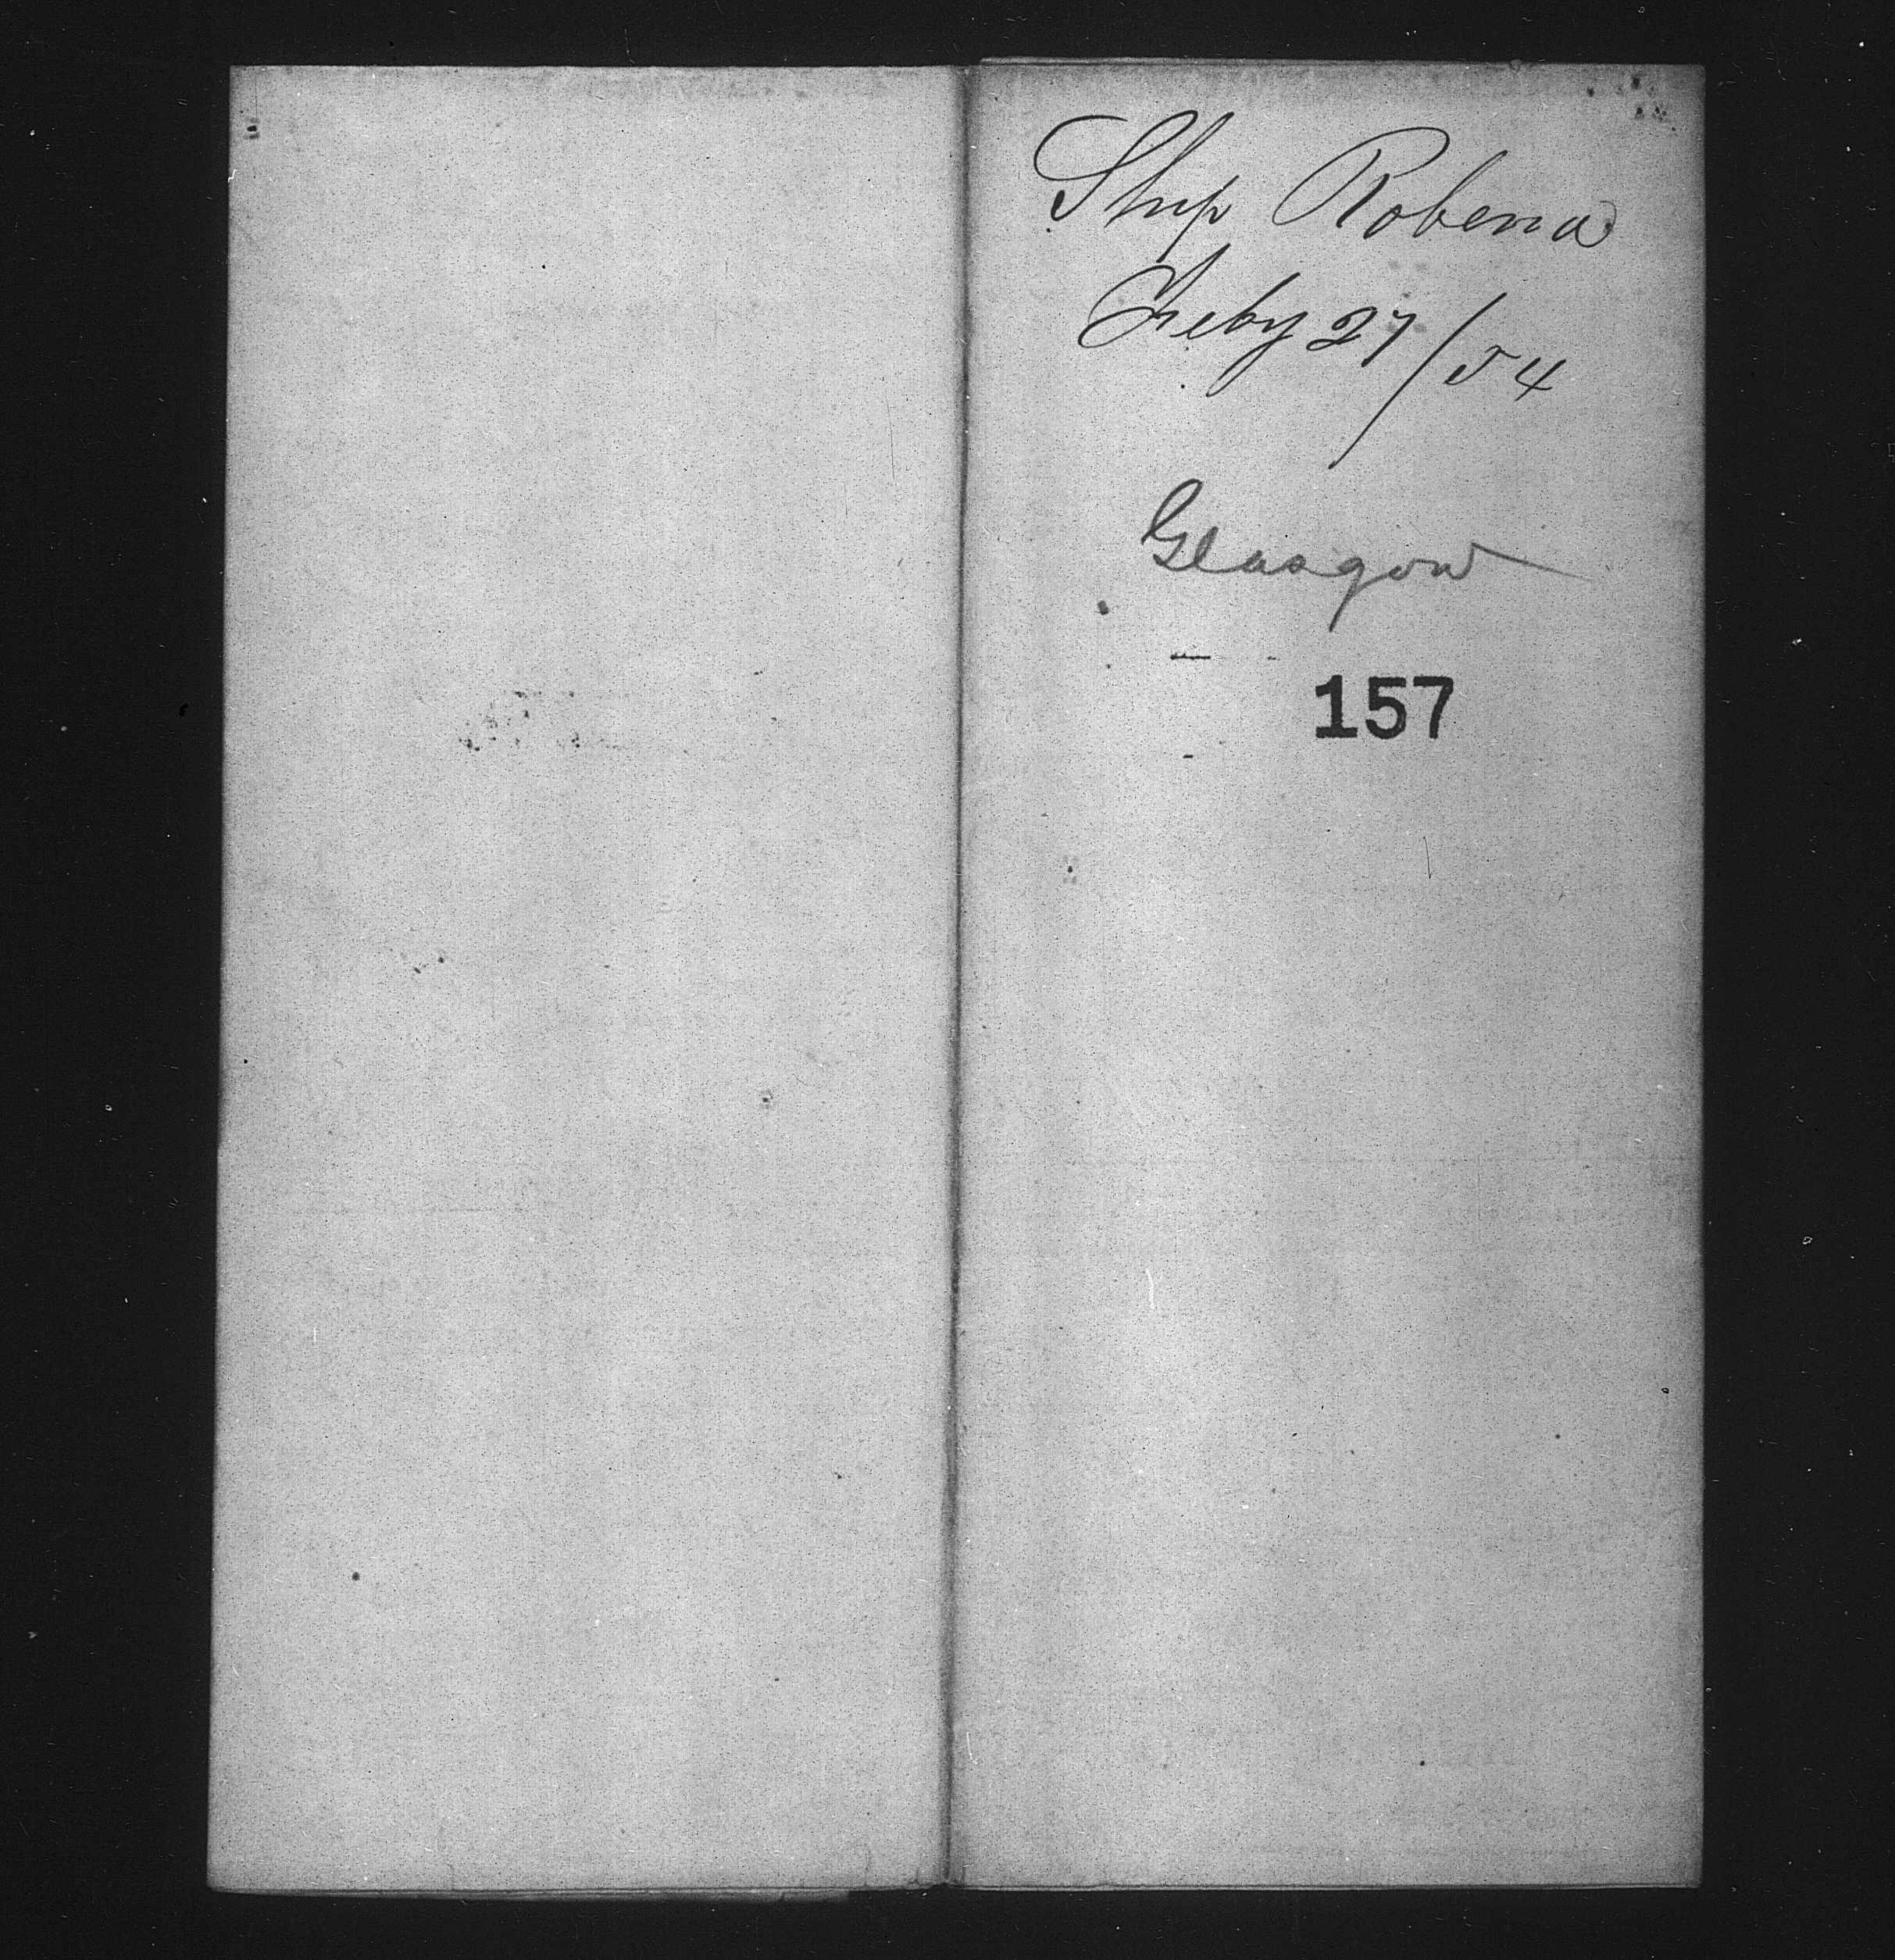 Ship Robena
Feby 27/54
Glasgow
157